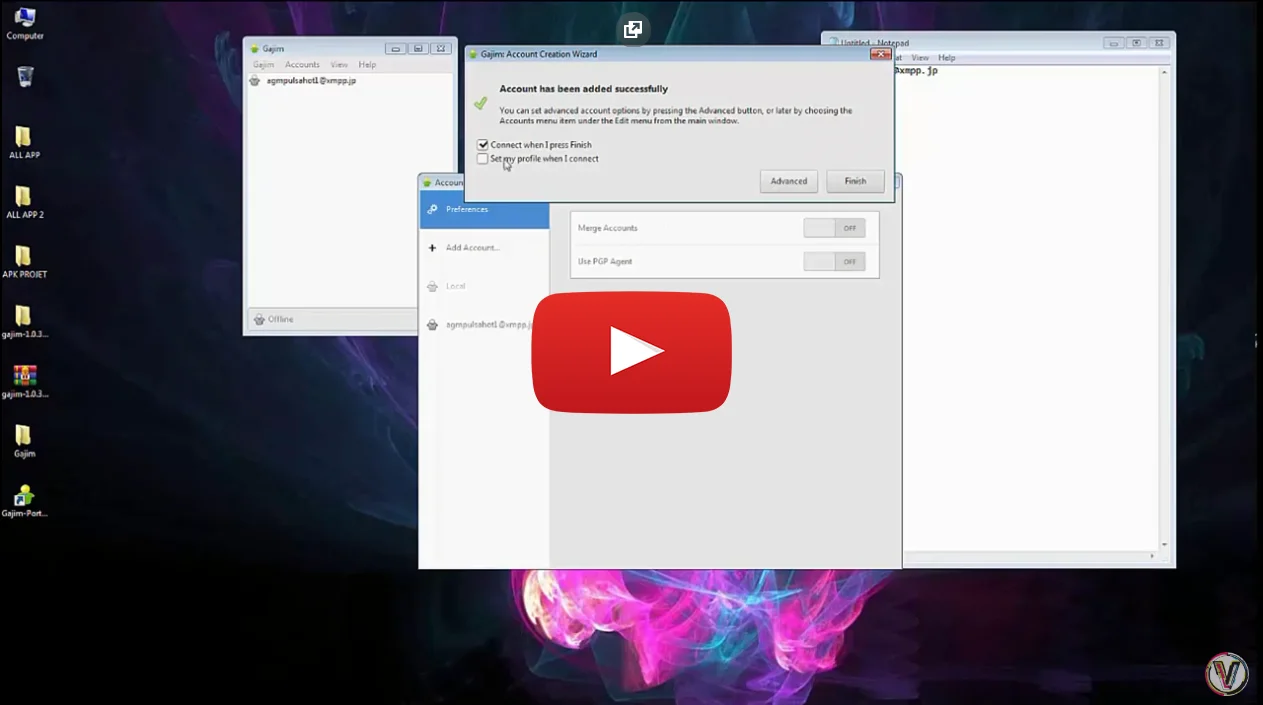 Computer
ALL APP
ALL APP 2
APK PROJET
gajim-1.0.3...
gajim-1.0.3...
Gajim
Gajim-Port...
Gajim
Gajim Accounts View Help
agmpulsahot1@xmpp.jp
Offline
Gajim: Account Creation Wizard
Account has been added successfully
You can set advanced account options by pressing the Advanced button, or later by choosing the
Accounts menu item under the Edit menu from the main window.
Connect when I press Finish
Set my profile when I connect
Advanced
Finish
Accoun
Preferences
Add Account...
Local
agmpulsahot1@xmpp.j
Merge Accounts OFF
Use PGP Agent OFF
Untitled - Notepad
at View Help
@xmpp.jp
V